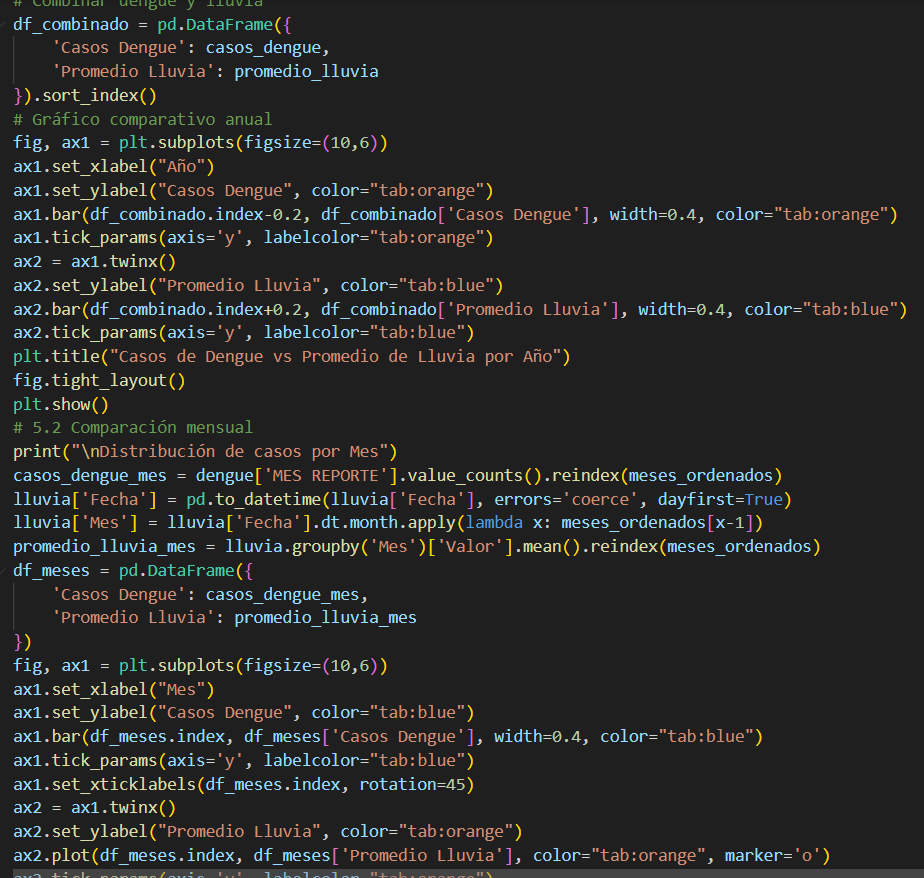 # Combinar dengue y lluvia
df_combinado = pd.DataFrame({
    'Casos Dengue': casos_dengue,
    'Promedio Lluvia': promedio_lluvia
}).sort_index()
# Gráfico comparativo anual
fig, ax1 = plt.subplots(figsize=(10,6))
ax1.set_xlabel("Año")
ax1.set_ylabel("Casos Dengue", color="tab:orange")
ax1.bar(df_combinado.index-0.2, df_combinado['Casos Dengue'], width=0.4, color="tab:orange")
ax1.tick_params(axis='y', labelcolor="tab:orange")
ax2 = ax1.twinx()
ax2.set_ylabel("Promedio Lluvia", color="tab:blue")
ax2.bar(df_combinado.index+0.2, df_combinado['Promedio Lluvia'], width=0.4, color="tab:blue")
ax2.tick_params(axis='y', labelcolor="tab:blue")
plt.title("Casos de Dengue vs Promedio de Lluvia por Año")
fig.tight_layout()
plt.show()
# 5.2 Comparación mensual
print("\nDistribución de casos por Mes")
casos_dengue_mes = dengue['MES REPORTE'].value_counts().reindex(meses_ordenados)
lluvia['Fecha'] = pd.to_datetime(lluvia['Fecha'], errors='coerce', dayfirst=True)
lluvia['Mes'] = lluvia['Fecha'].dt.month.apply(lambda x: meses_ordenados[x-1])
promedio_lluvia_mes = lluvia.groupby('Mes')['Valor'].mean().reindex(meses_ordenados)
df_meses = pd.DataFrame({
    'Casos Dengue': casos_dengue_mes,
    'Promedio Lluvia': promedio_lluvia_mes
})
fig, ax1 = plt.subplots(figsize=(10,6))
ax1.set_xlabel("Mes")
ax1.set_ylabel("Casos Dengue", color="tab:blue")
ax1.bar(df_meses.index, df_meses['Casos Dengue'], width=0.4, color="tab:blue")
ax1.tick_params(axis='y', labelcolor="tab:blue")
ax1.set_xticklabels(df_meses.index, rotation=45)
ax2 = ax1.twinx()
ax2.set_ylabel("Promedio Lluvia", color="tab:orange")
ax2.plot(df_meses.index, df_meses['Promedio Lluvia'], color="tab:orange", marker='o')
ax2.tick_params(axis='y', labelcolor="tab:orange")